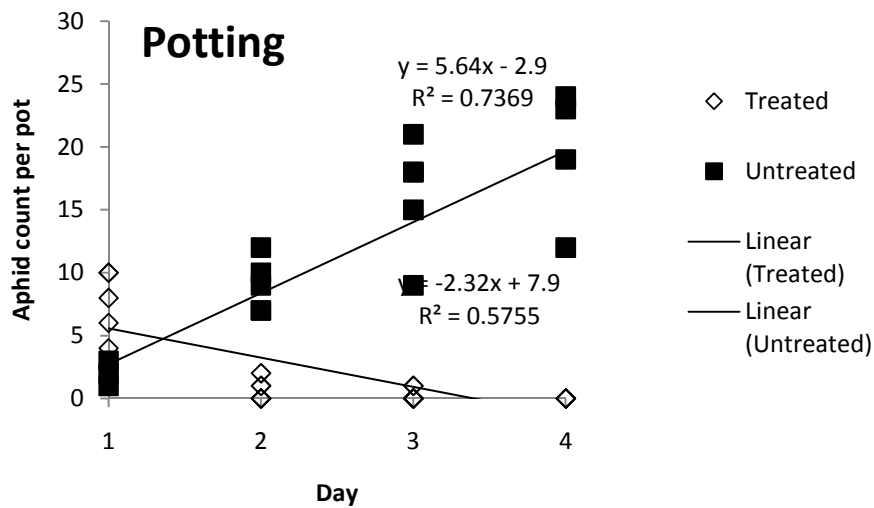 Potting
30
25
20
15
10
5
0
Aphid count per pot
y = 5.64x - 2.9
R² = 0.7369
y = -2.32x + 7.9
R² = 0.5755
1 2 3 4
Day
Treated
Untreated
Linear
(Treated)
Linear
(Untreated)